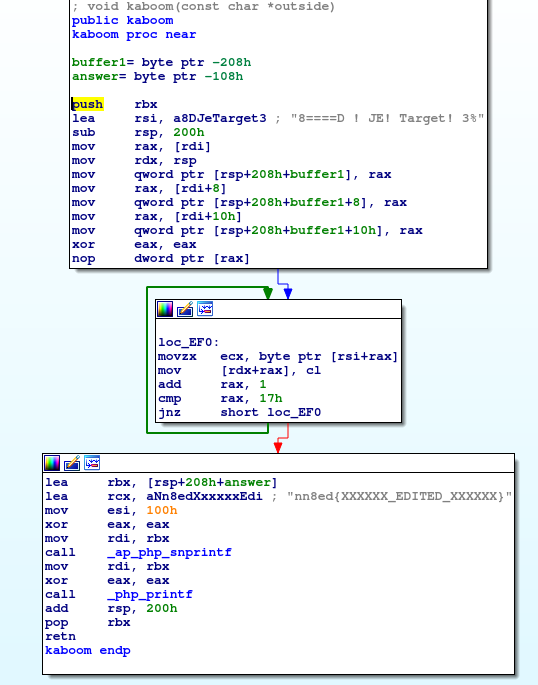 ; void kaboom(const char *outside)
public kaboom
kaboom proc near
buffer1= byte ptr -208h
answer= byte ptr -108h
push rbx
lea rsi, a8DJeTarget3 ; "8====D ! JE! Target! 3%"
sub rsp, 200h
mov rax, [rdi]
mov rdx, rsp
mov qword ptr [rsp+208h+buffer1], rax
mov rax, [rdi+8]
mov qword ptr [rsp+208h+buffer1+8], rax
mov rax, [rdi+10h]
mov qword ptr [rsp+208h+buffer1+10h], rax
xor eax, eax
nop dword ptr [rax]
loc_EF0:
movzx ecx, byte ptr [rsi+rax]
mov [rdx+rax], cl
add rax, 1
cmp rax, 17h
jnz short loc_EF0
lea rbx, [rsp+208h+answer]
lea rcx, aNn8edXxxxxxEdi ; "nn8ed{XXXXXX_EDITED_XXXXXX}"
mov esi, 100h
xor eax, eax
mov rdi, rbx
call _ap_php_snprintf
mov rdi, rbx
xor eax, eax
call _php_printf
add rsp, 200h
pop rbx
retn
kaboom endp